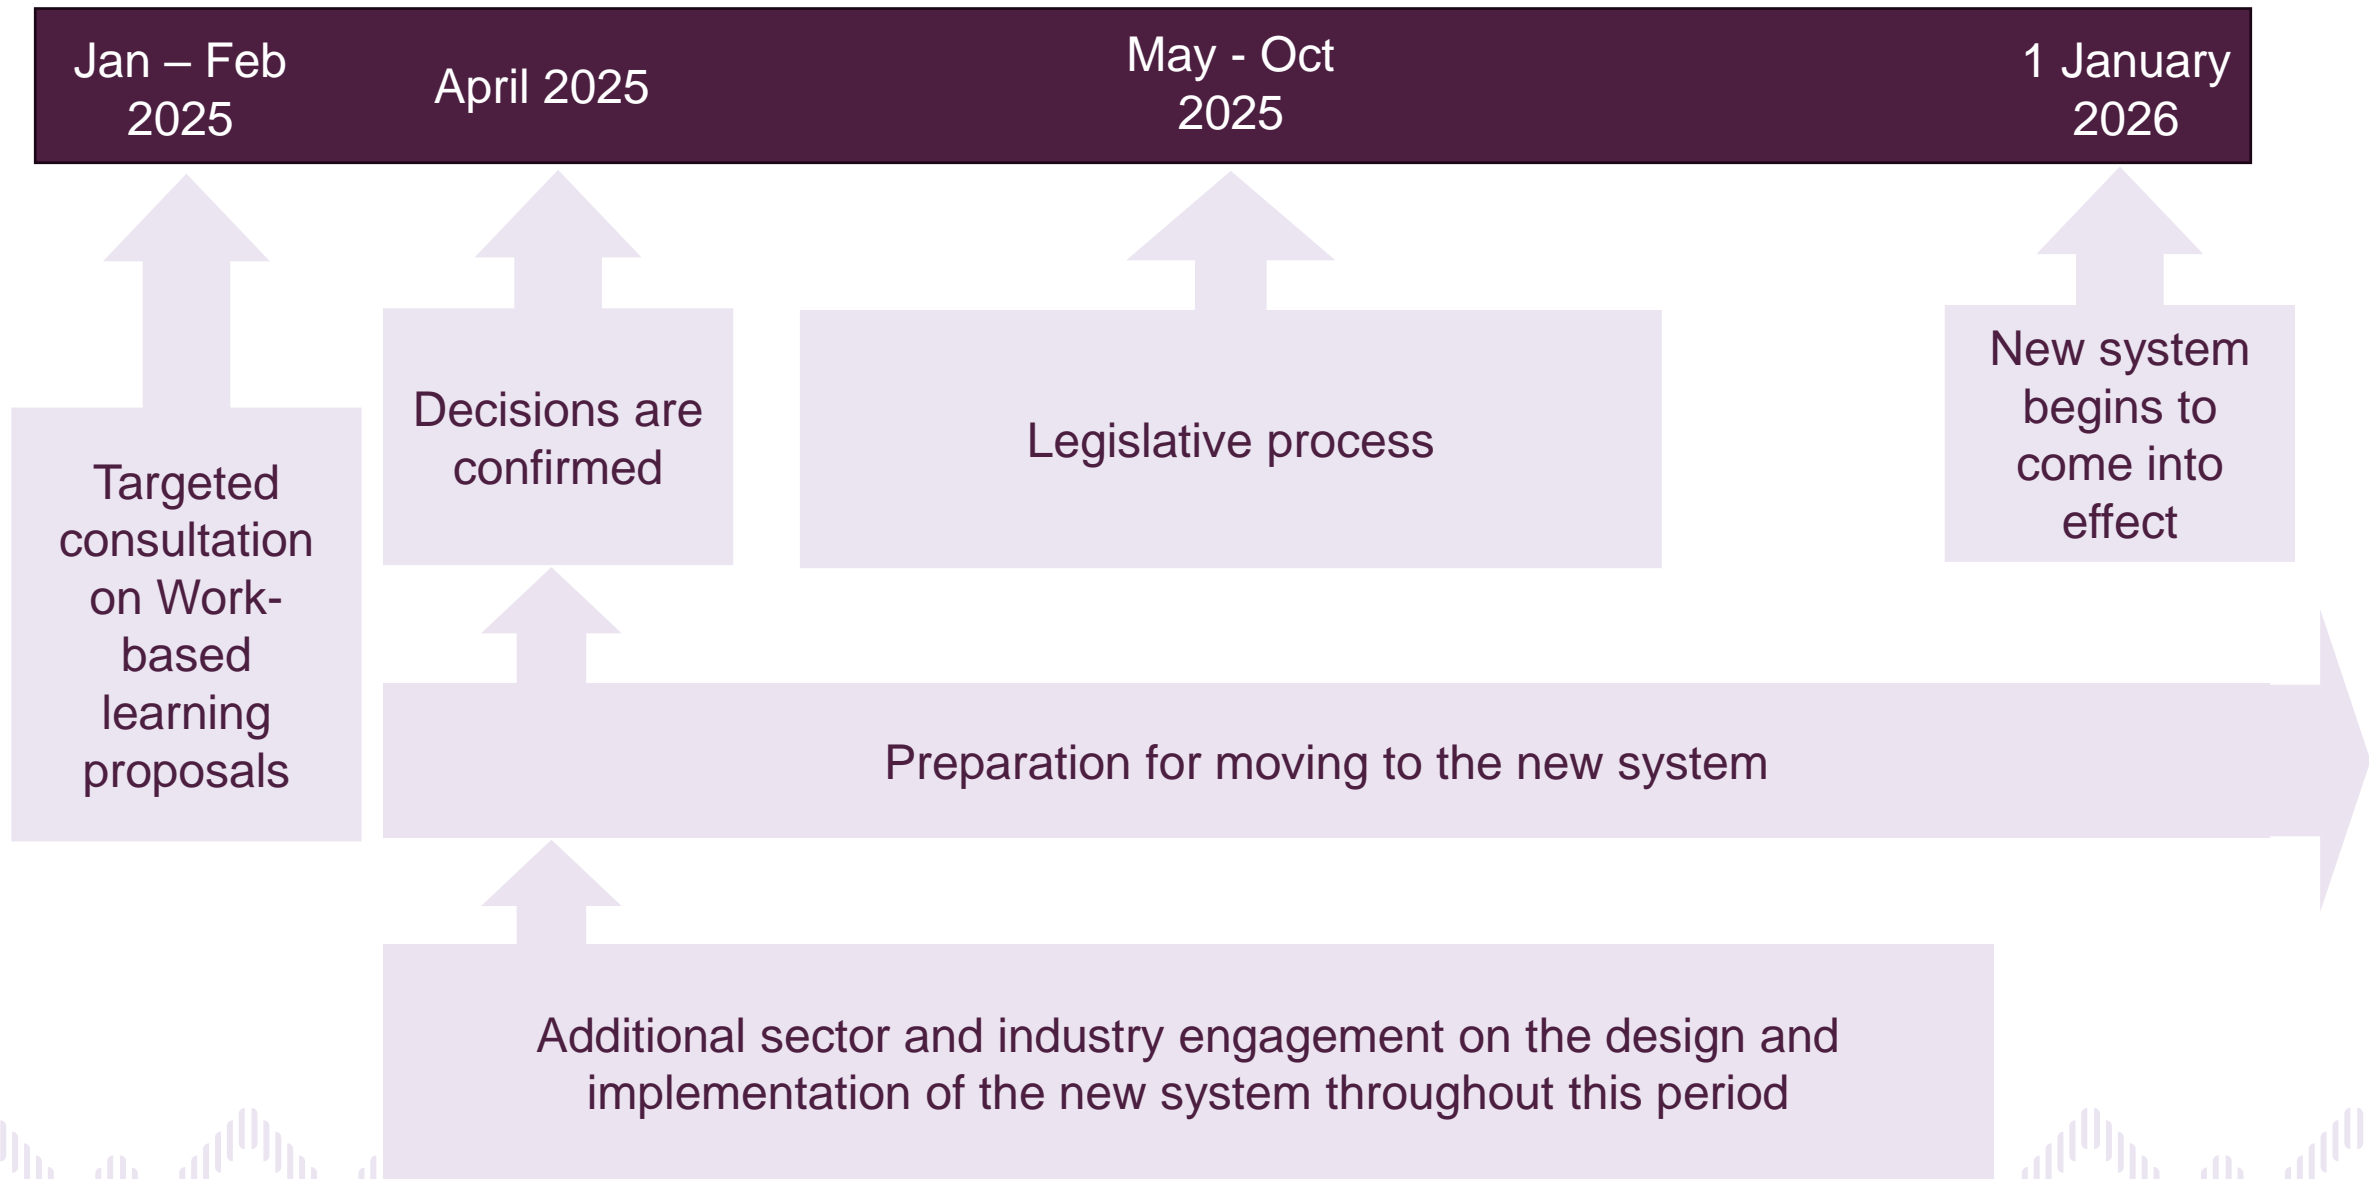 Jan – Feb
2025
April 2025
May - Oct
2025
1 January
2026
Targeted
consultation
on Work-
based
learning
proposals
Decisions are
confirmed
Legislative process
New system
begins to
come into
effect
Preparation for moving to the new system
Additional sector and industry engagement on the design and
implementation of the new system throughout this period